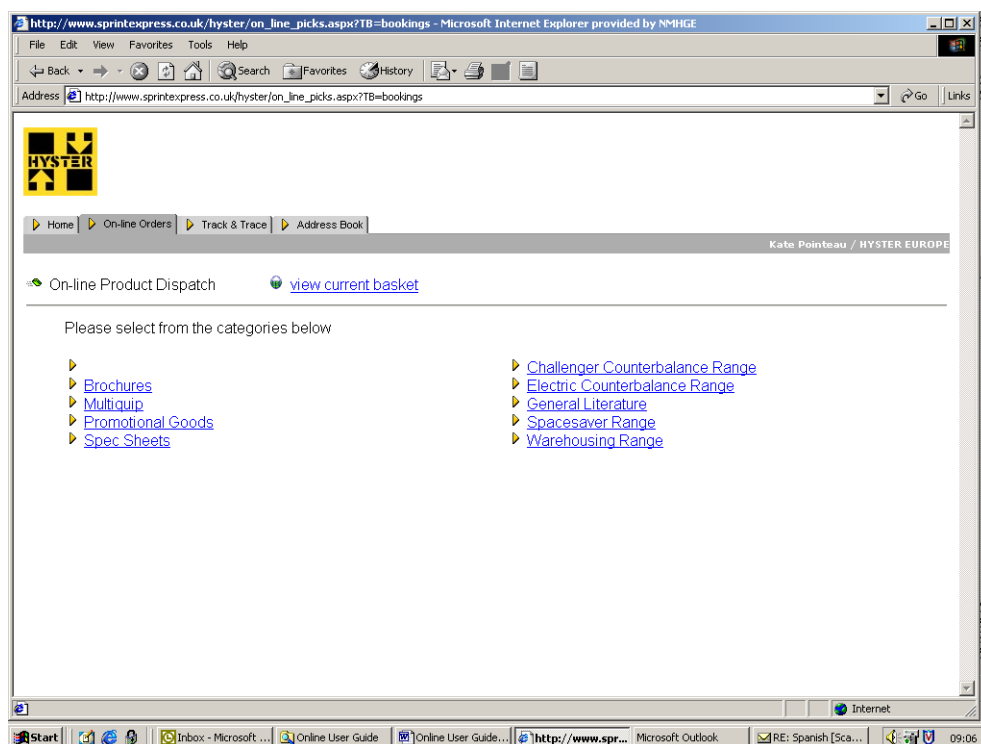 http://www.sprintexpress.co.uk/hyster/on_line_picks.aspx?TB=bookings - Microsoft Internet Explorer provided by NMHGE
File Edit View Favorites Tools Help
Back Search Favorites History
Address http://www.sprintexpress.co.uk/hyster/on_line_picks.aspx?TB=bookings Go Links
HYSTER
Home On-line Orders Track & Trace Address Book
Kate Pointeau / HYSTER EUROPE
On-line Product Dispatch view current basket
Please select from the categories below
Challenger Counterbalance Range
Brochures Electric Counterbalance Range
Multiquip General Literature
Promotional Goods Spacesaver Range
Spec Sheets Warehousing Range
Internet
Start Inbox - Microsoft ... Online User Guide Online User Guide... http://www.spr... Microsoft Outlook RE: Spanish [Sca... 09:06